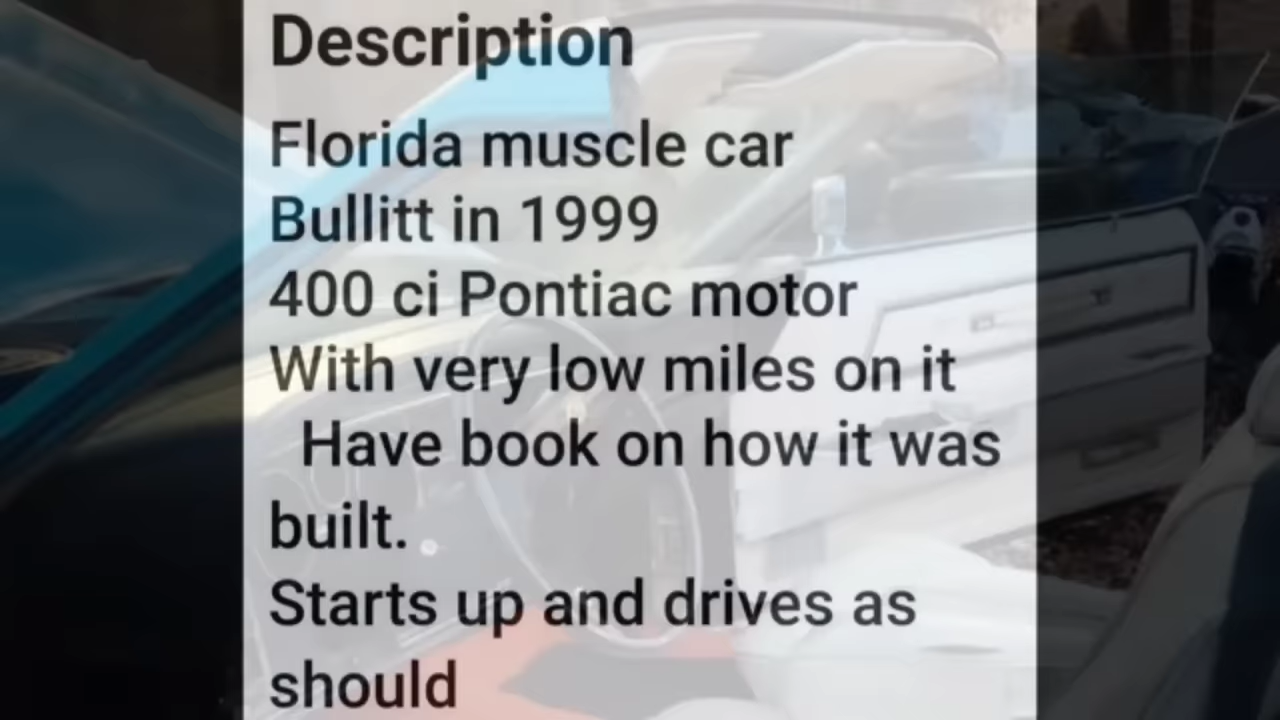 Description
Florida muscle car
Bullitt in 1999
400 ci Pontiac motor
With very low miles on it
Have book on how it was
built.
Starts up and drives as
should